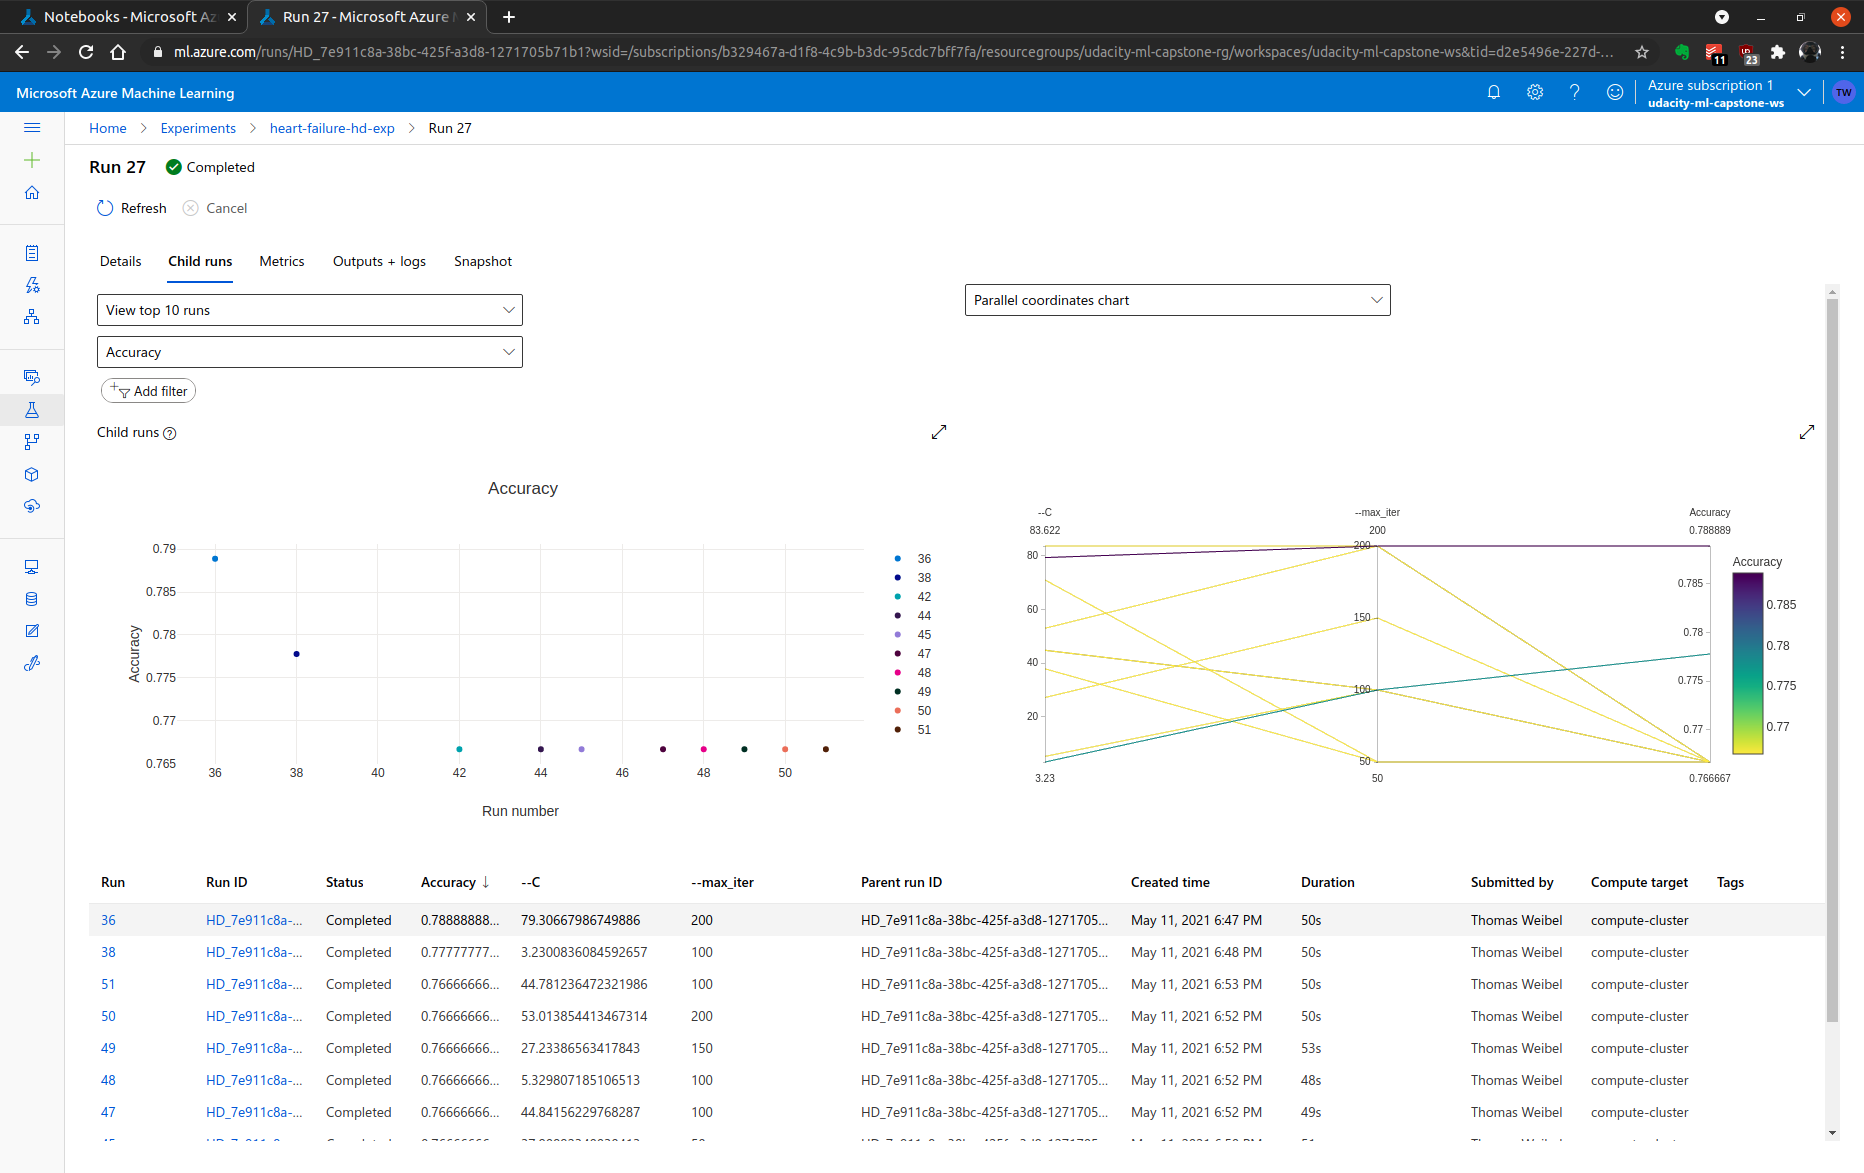 Notebooks - Microsoft Az
Run 27 - Microsoft Azure M
ml.azure.com/runs/HD_7e911c8a-38bc-425f-a3d8-1271705b71b1?wsid=/subscriptions/b329467a-d1f8-4c9b-b3dc-95cdc7bff7fa/resourcegroups/udacity-ml-capstone-rg/workspaces/udacity-ml-capstone-ws&tid=d2e5496e-227d-...
11
23
Microsoft Azure Machine Learning
Azure subscription 1
udacity-ml-capstone-ws
TW
Home > Experiments > heart-failure-hd-exp > Run 27
Run 27 Completed
Refresh Cancel
Details Child runs Metrics Outputs + logs Snapshot
View top 10 runs
Parallel coordinates chart
Accuracy
Add filter
Child runs
Accuracy
0.79
0.785
0.78
0.775
0.77
0.765
Accuracy
36 38 40 42 44 46 48 50
Run number
36
38
42
44
45
47
48
49
50
51
--C --max_iter Accuracy
83.622 200 0.788889
80
60
40
20
3.23
200
150
100
50
50
0.785
0.78
0.775
0.77
0.766667
Accuracy
0.785
0.78
0.775
0.77
Run Run ID Status Accuracy ↓ --C --max_iter Parent run ID Created time Duration Submitted by Compute target Tags
36 HD_7e911c8a-... Completed 0.78888888... 79.30667986749886 200 HD_7e911c8a-38bc-425f-a3d8-1271705... May 11, 2021 6:47 PM 50s Thomas Weibel compute-cluster
38 HD_7e911c8a-... Completed 0.77777777... 3.2300836084592657 100 HD_7e911c8a-38bc-425f-a3d8-1271705... May 11, 2021 6:48 PM 50s Thomas Weibel compute-cluster
51 HD_7e911c8a-... Completed 0.76666666... 44.781236472321986 100 HD_7e911c8a-38bc-425f-a3d8-1271705... May 11, 2021 6:53 PM 50s Thomas Weibel compute-cluster
50 HD_7e911c8a-... Completed 0.76666666... 53.013854413467314 200 HD_7e911c8a-38bc-425f-a3d8-1271705... May 11, 2021 6:52 PM 50s Thomas Weibel compute-cluster
49 HD_7e911c8a-... Completed 0.76666666... 27.23386563417843 150 HD_7e911c8a-38bc-425f-a3d8-1271705... May 11, 2021 6:52 PM 53s Thomas Weibel compute-cluster
48 HD_7e911c8a-... Completed 0.76666666... 5.329807185106513 100 HD_7e911c8a-38bc-425f-a3d8-1271705... May 11, 2021 6:52 PM 48s Thomas Weibel compute-cluster
47 HD_7e911c8a-... Completed 0.76666666... 44.84156229768287 100 HD_7e911c8a-38bc-425f-a3d8-1271705... May 11, 2021 6:52 PM 49s Thomas Weibel compute-cluster